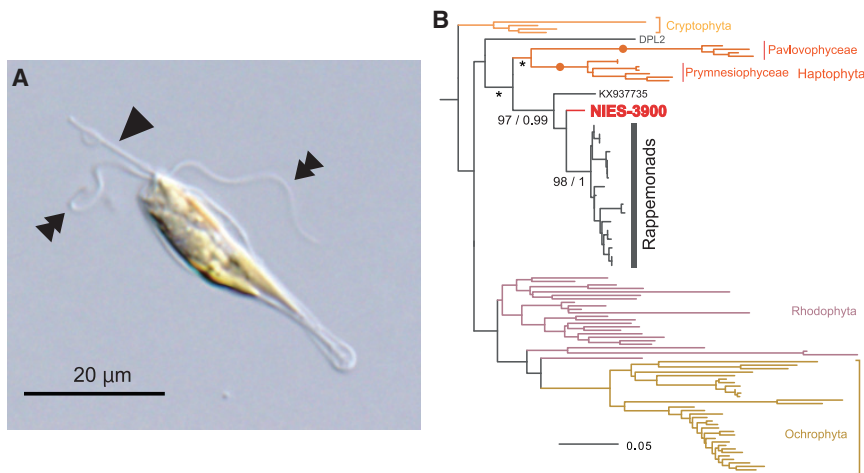 A
20 µm
B
Cryptophyta
DPL2
Pavlovophyceae
*
Prymnesiophyceae Haptophyta
*
KX937735
NIES-3900
97 / 0.99
98 / 1
Rappemonads
Rhodophyta
Ochrophyta
0.05